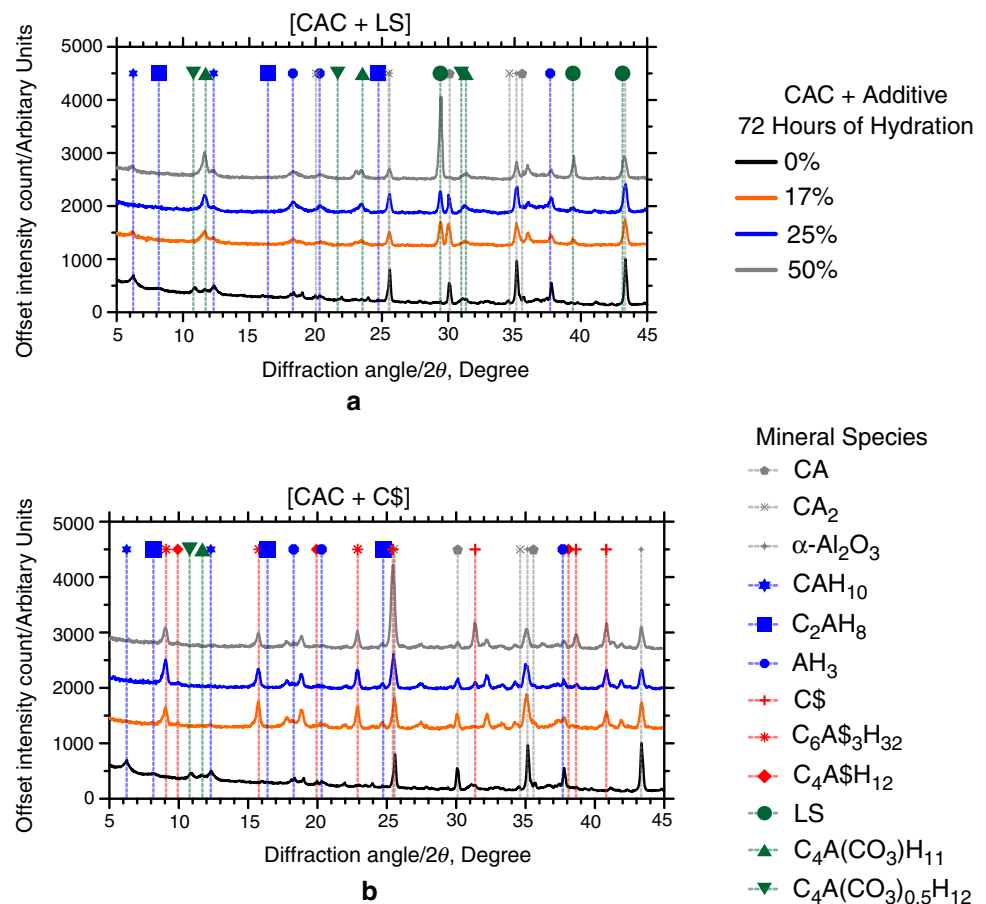 [CAC + LS]
Offset intensity count/Arbitary Units
5000
4000
3000
2000
1000
0
5 10 15 20 25 30 35 40 45
Diffraction angle/2θ, Degree
a
CAC + Additive
72 Hours of Hydration
0%
17%
25%
50%
[CAC + C$]
Offset intensity count/Arbitary Units
5000
4000
3000
2000
1000
0
5 10 15 20 25 30 35 40 45
Diffraction angle/2θ, Degree
b
Mineral Species
CA
CA₂
α-Al₂O₃
CAH₁₀
C₂AH₈
AH₃
C$
C₆A$₃H₃₂
C₄A$H₁₂
LS
C₄A(CO₃)H₁₁
C₄A(CO₃)₀.₅H₁₂